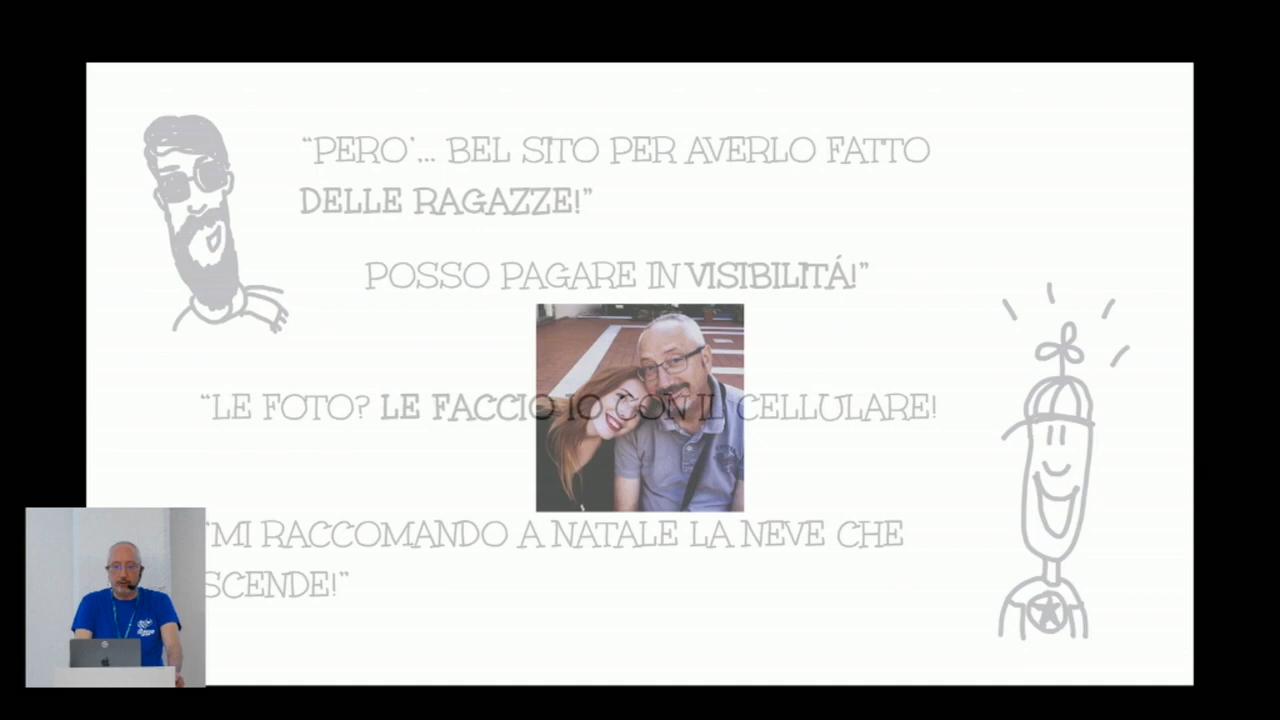 “PERO’... BEL SITO PER AVERLO FATTO
DELLE RAGAZZE!”
POSSO PAGARE IN VISIBILITÁ!”
“LE FOTO? LE FACCIO IO CON IL CELLULARE!
“MI RACCOMANDO A NATALE LA NEVE CHE
SCENDE!”